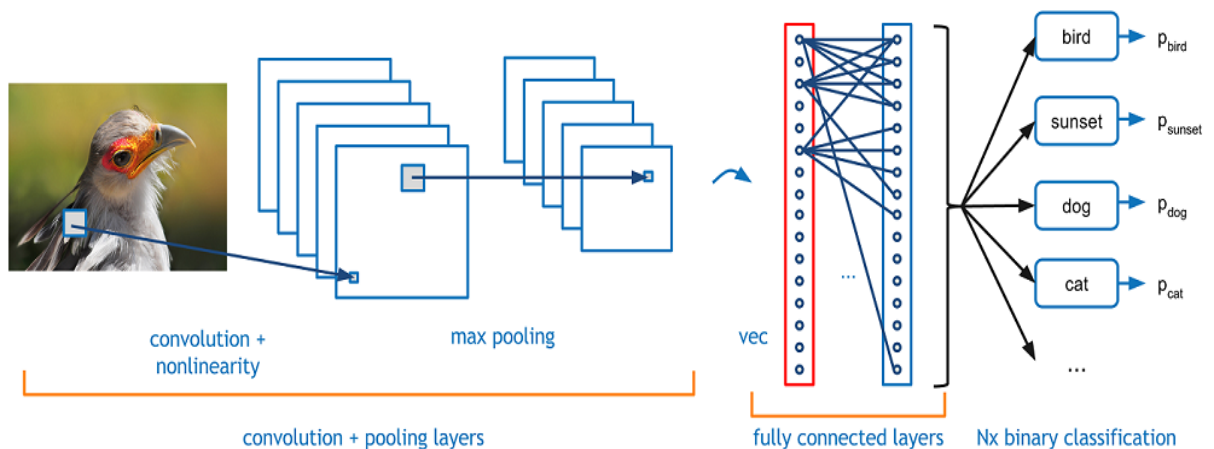 bird
p_bird
sunset
p_sunset
dog
p_dog
cat
p_cat
...
...
convolution +
nonlinearity
max pooling
vec
convolution + pooling layers
fully connected layers
Nx binary classification